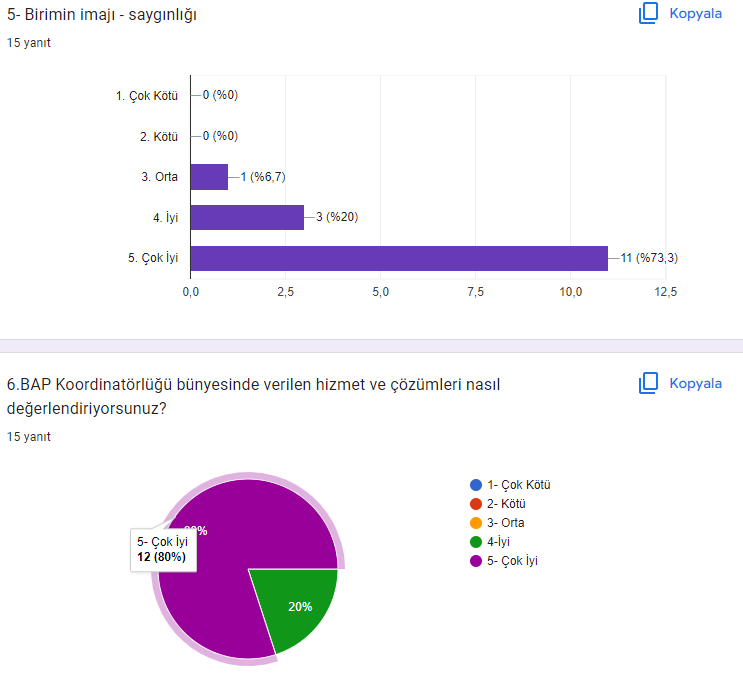 5- Birimin imajı - saygınlığı
Kopyala
15 yanıt
1. Çok Kötü
0 (%0)
2. Kötü
0 (%0)
3. Orta
1 (%6,7)
4. İyi
3 (%20)
5. Çok İyi
11 (%73,3)
0,0 2,5 5,0 7,5 10,0 12,5
6.BAP Koordinatörlüğü bünyesinde verilen hizmet ve çözümleri nasıl
değerlendiriyorsunuz?
Kopyala
15 yanıt
5- Çok İyi
12 (80%)
20%
1- Çok Kötü
2- Kötü
3- Orta
4-İyi
5- Çok İyi